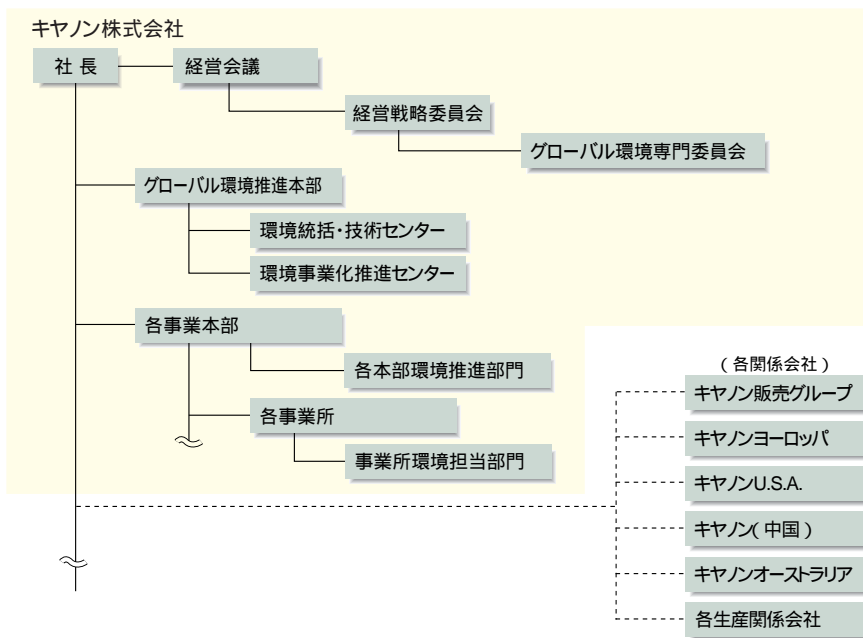 キヤノン株式会社
社 長
経営会議
経営戦略委員会
グローバル環境専門委員会
グローバル環境推進本部
環境統括・技術センター
環境事業化推進センター
各事業本部
各本部環境推進部門
各事業所
事業所環境担当部門
( 各関係会社 )
キヤノン販売グループ
キヤノンヨーロッパ
キヤノンU.S.A.
キヤノン( 中国 )
キヤノンオーストラリア
各生産関係会社